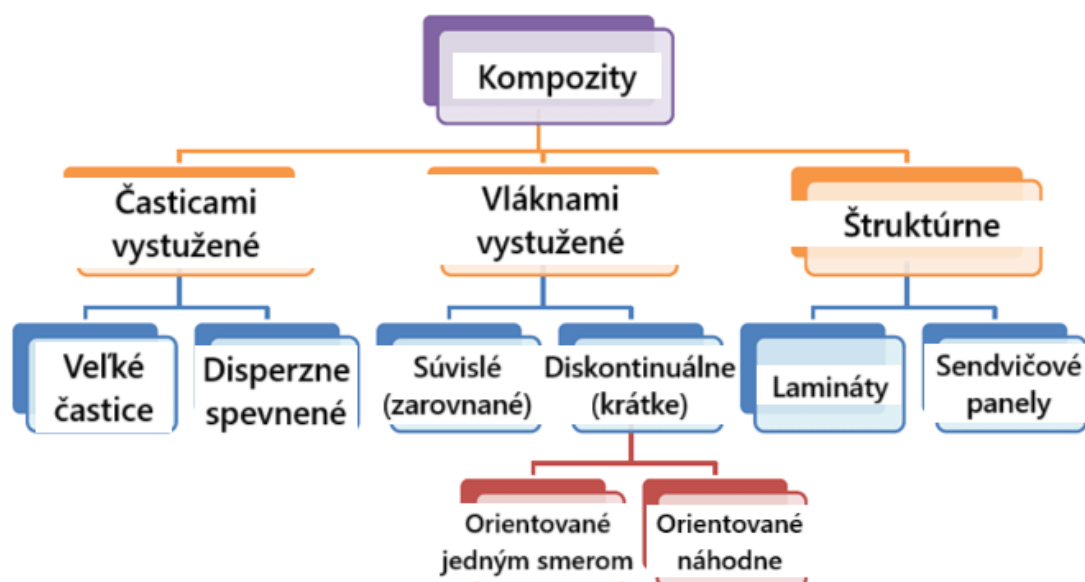 Kompozity
Časticami
vystužené
Vláknami
vystužené
Štruktúrne
Veľké
častice
Disperzne
spevnené
Súvislé
(zarovnané)
Diskontinuálne
(krátke)
Lamináty
Sendvičové
panely
Orientované
jedným smerom
Orientované
náhodne